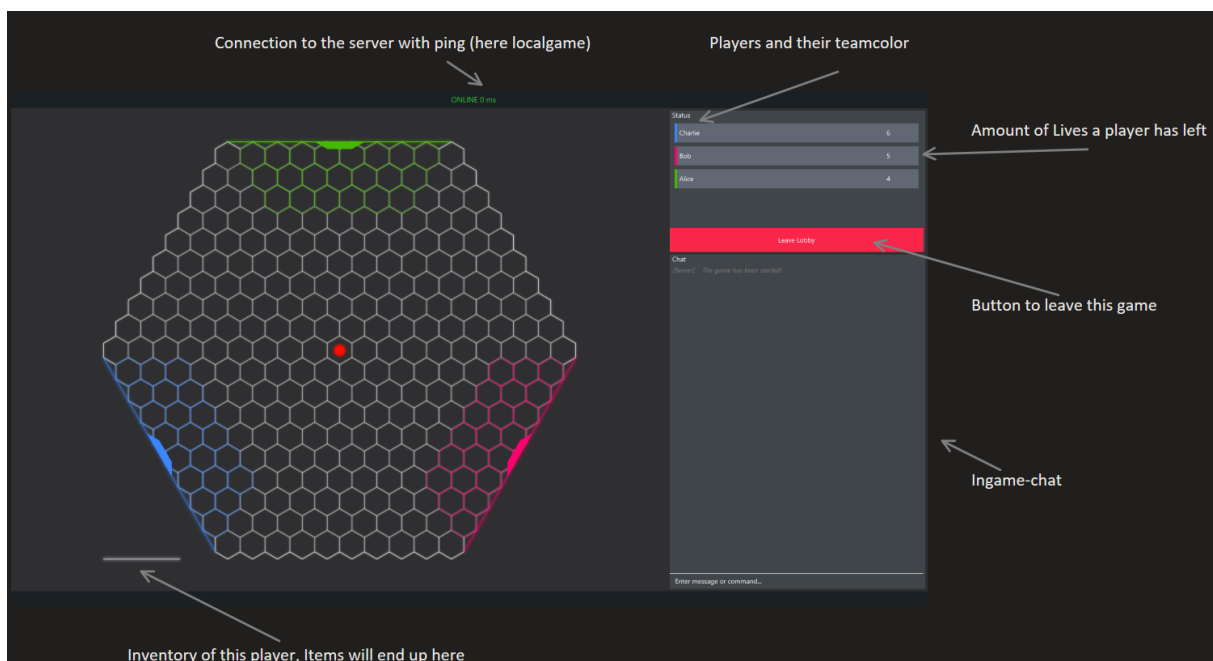 Connection to the server with ping (here localgame)
Players and their teamcolor
ONLINE 0 ms
Status
Charlie 6
Amount of Lives a player has left
Bob 5
Alice 4
Leave Lobby
Chat
[Server] The game has been started
Button to leave this game
Ingame-chat
Enter message or command...
Inventory of this player, Items will end up here